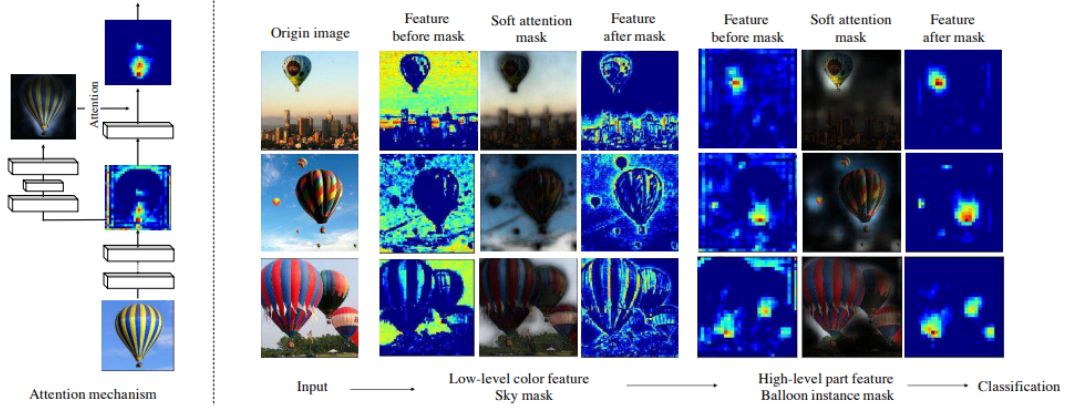 Origin image
Feature
before mask
Soft attention
mask
Feature
after mask
Feature
before mask
Soft attention
mask
Feature
after mask
Attention
Input
Low-level color feature
Sky mask
High-level part feature
Balloon instance mask
Classification
Attention mechanism